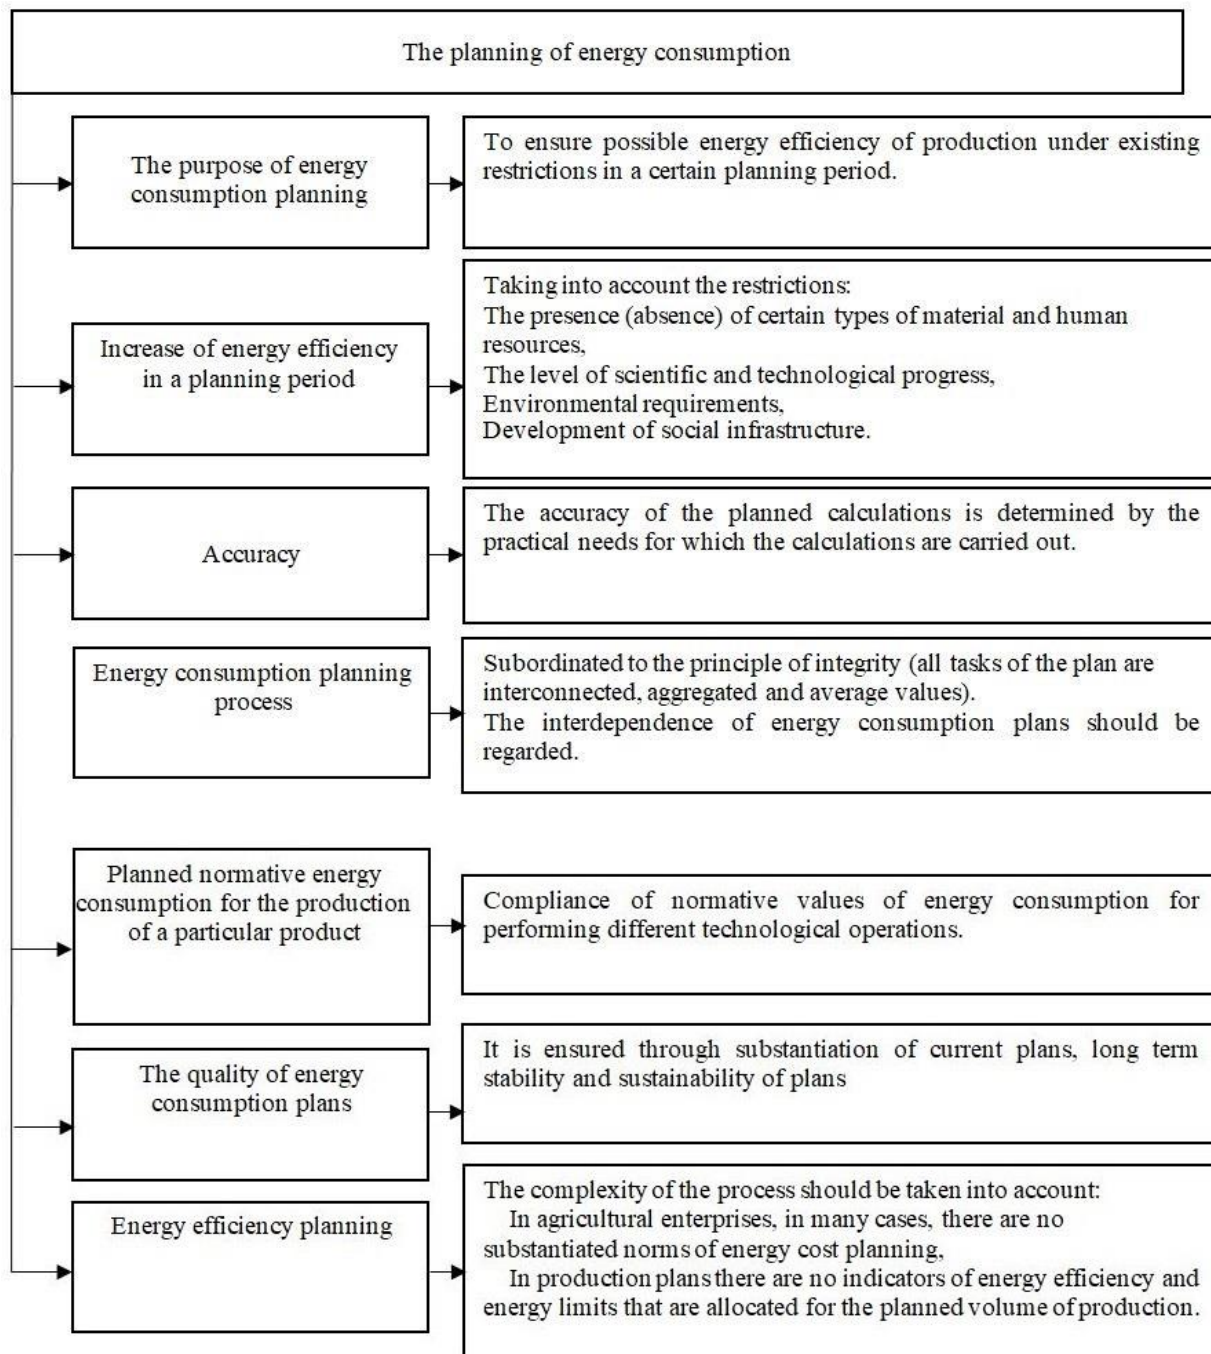 The planning of energy consumption
The purpose of energy
consumption planning
To ensure possible energy efficiency of production under existing
restrictions in a certain planning period.
Increase of energy efficiency
in a planning period
Taking into account the restrictions:
The presence (absence) of certain types of material and human
resources,
The level of scientific and technological progress,
Environmental requirements,
Development of social infrastructure.
Accuracy
The accuracy of the planned calculations is determined by the
practical needs for which the calculations are carried out.
Energy consumption planning
process
Subordinated to the principle of integrity (all tasks of the plan are
interconnected, aggregated and average values).
The interdependence of energy consumption plans should be
regarded.
Planned normative energy
consumption for the production
of a particular product
Compliance of normative values of energy consumption for
performing different technological operations.
The quality of energy
consumption plans
It is ensured through substantiation of current plans, long term
stability and sustainability of plans
Energy efficiency planning
The complexity of the process should be taken into account:
In agricultural enterprises, in many cases, there are no
substantiated norms of energy cost planning,
In production plans there are no indicators of energy efficiency and
energy limits that are allocated for the planned volume of production.